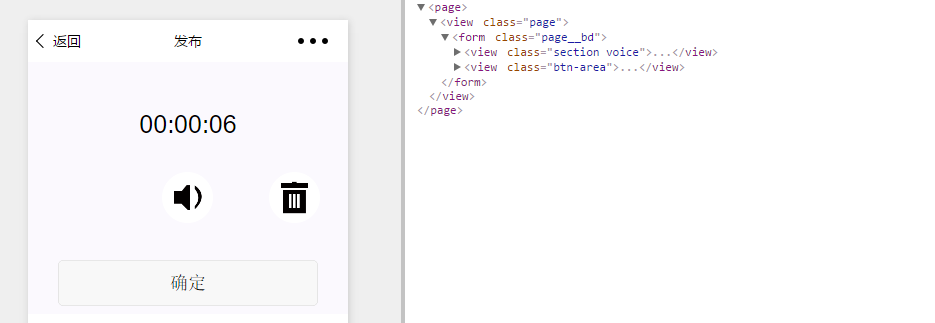 返回
发布
00:00:06
确定
▼<page>
▼<view class="page">
▼<form class="page__bd">
▶<view class="section voice">...</view>
▶<view class="btn-area">...</view>
</form>
</view>
</page>